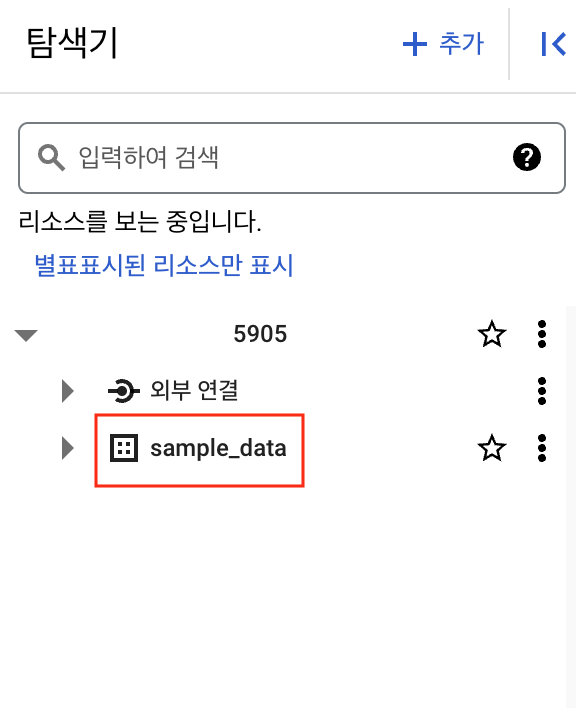 탐색기
추가
입력하여 검색
리소스를 보는 중입니다.
별표표시된 리소스만 표시
5905
외부 연결
sample_data